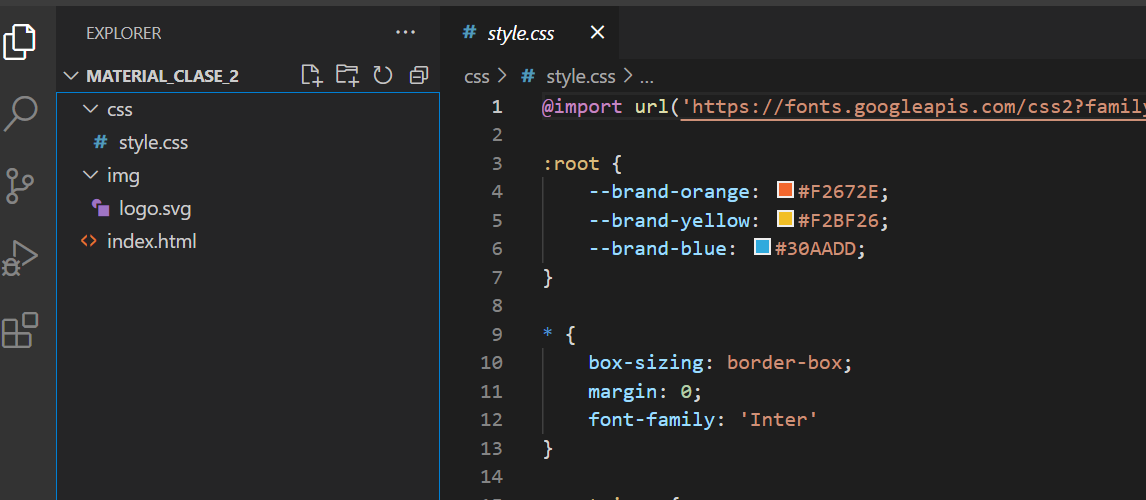 EXPLORER
MATERIAL_CLASE_2
css
# style.css
img
logo.svg
<> index.html
# style.css
css > # style.css > ...
1 @import url('https://fonts.googleapis.com/css2?family
2
3 :root {
4 --brand-orange: #F2672E;
5 --brand-yellow: #F2BF26;
6 --brand-blue: #30AADD;
7 }
8
9 * {
10 box-sizing: border-box;
11 margin: 0;
12 font-family: 'Inter'
13 }
14